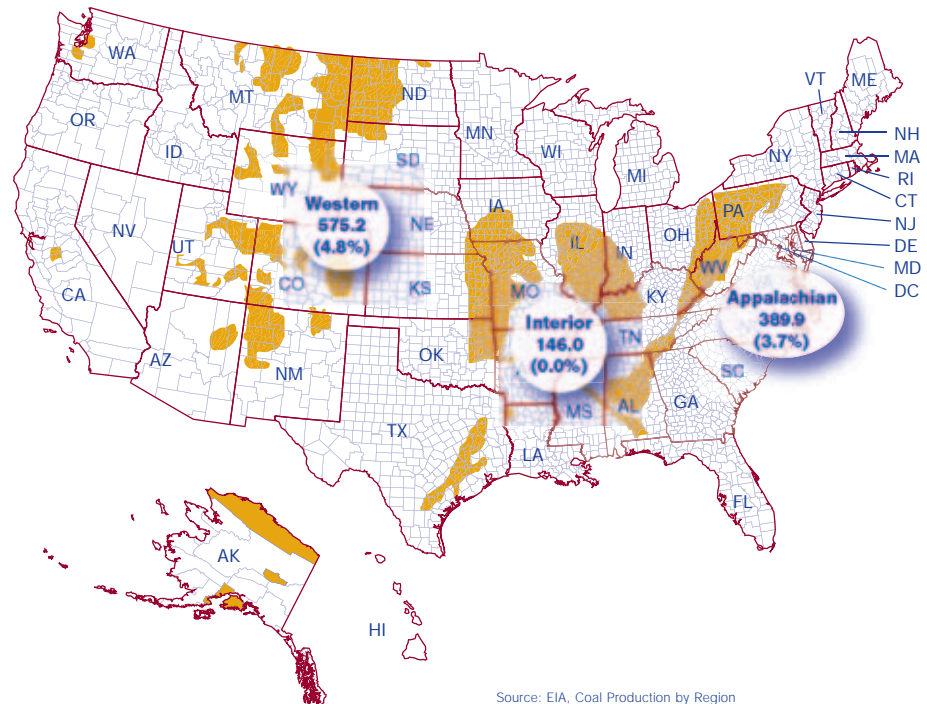 WA
VT
ME
MT
ND
OR
MN
NH
ID
WI
NY
MA
SD
MI
RI
WY
CT
PA
IA
NJ
Western
575.2
(4.8%)
NE
NV
UT
IL
IN
OH
DE
WV
MD
CO
KS
MO
DC
CA
KY
Appalachian
389.9
(3.7%)
Interior
146.0
(0.0%)
TN
OK
AZ
NM
SC
MS
AL
GA
TX
LA
FL
AK
HI
Source: EIA, Coal Production by Region